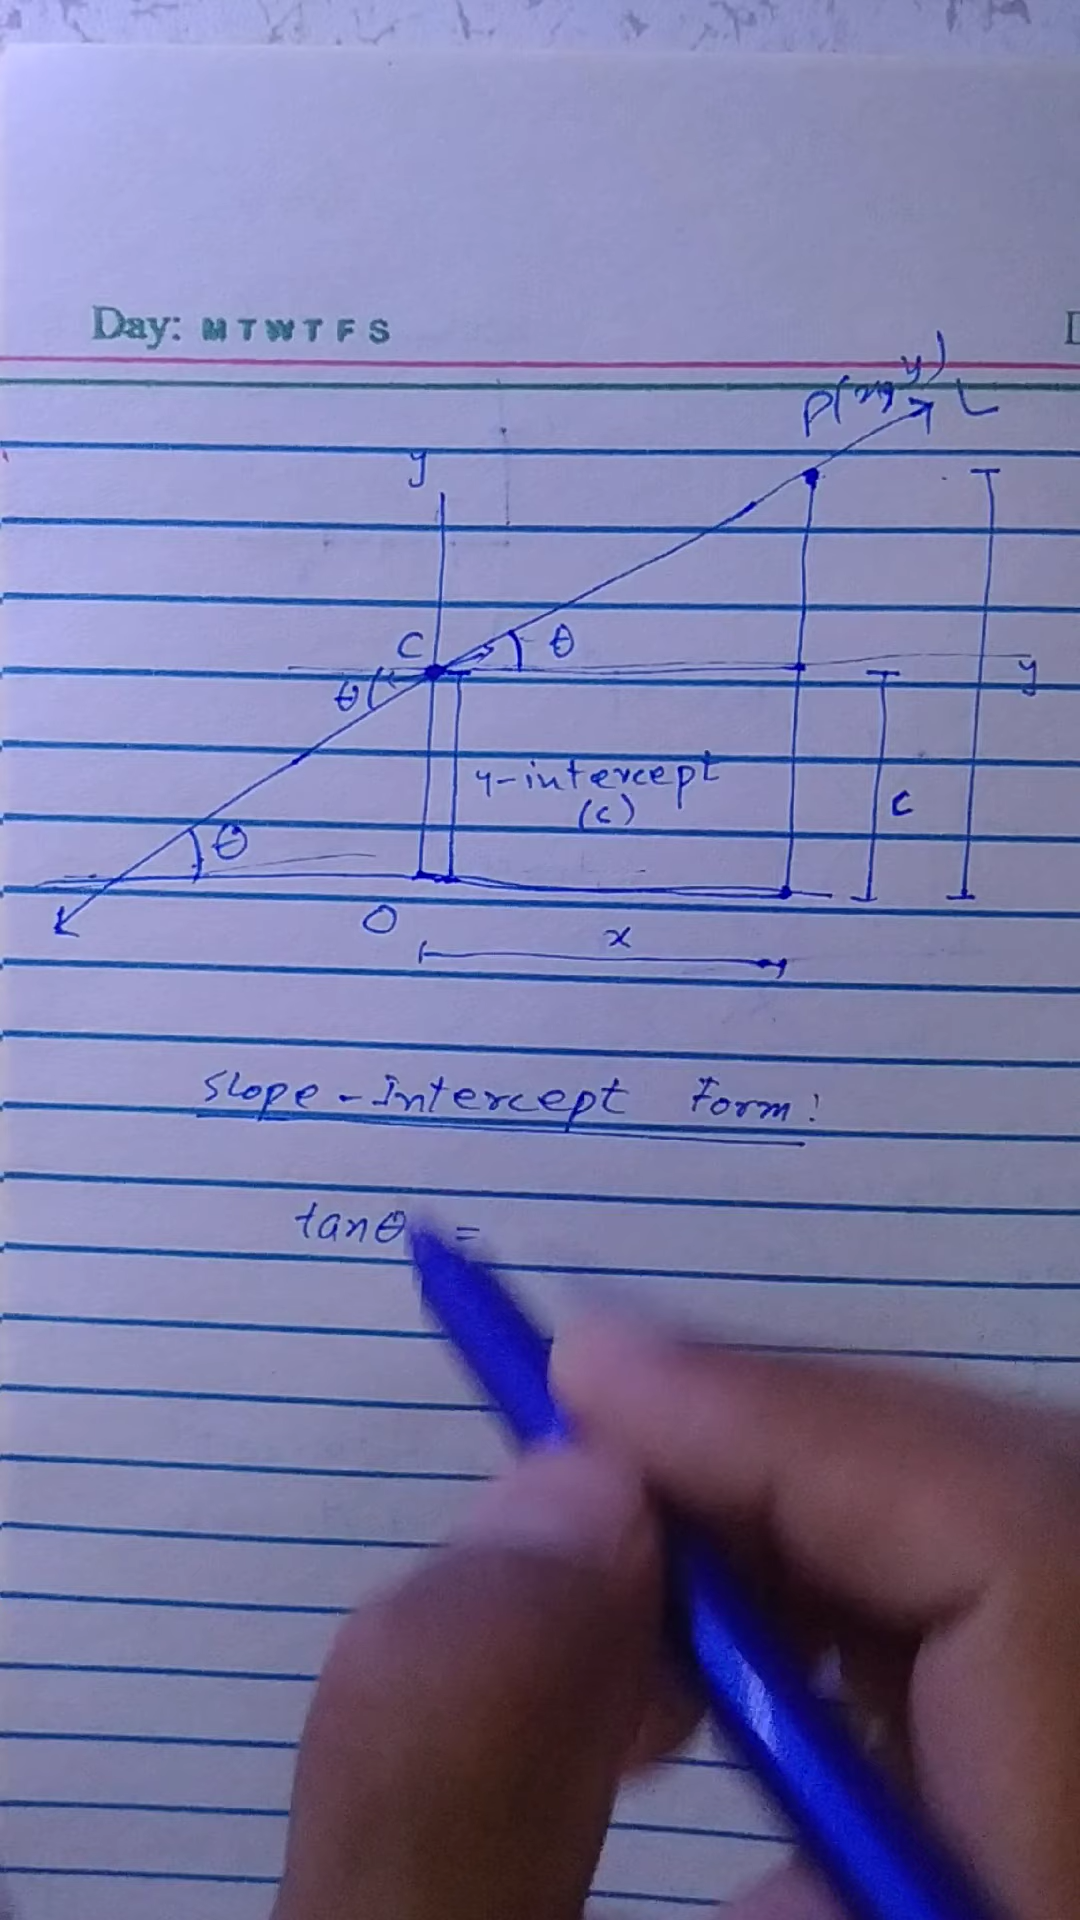 Day: M T W T F S
P(x, y)
L
y
C
θ
θ
y
y-intercept
(c)
c
θ
O
x
Slope-Intercept Form:
tanθ =